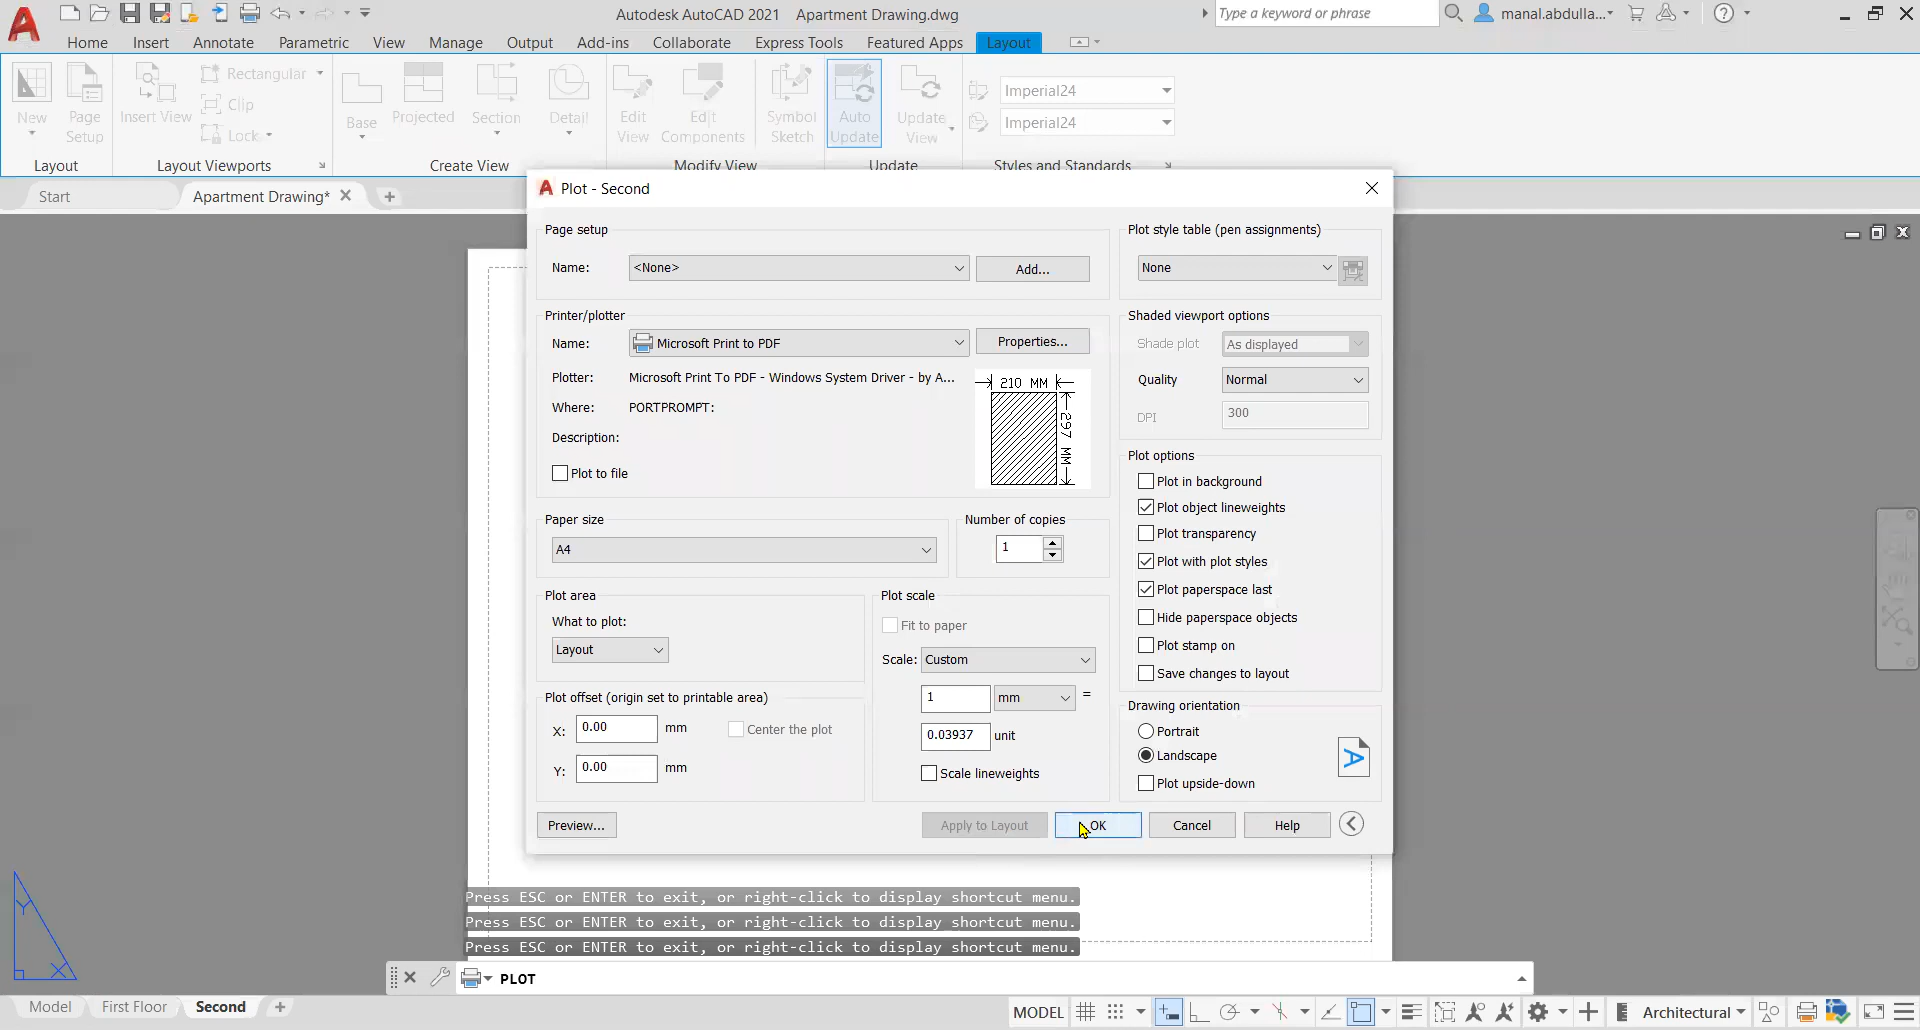 Autodesk AutoCAD 2021 Apartment Drawing.dwg
Type a keyword or phrase
manal.abdulla...
Home Insert Annotate Parametric View Manage Output Add-ins Collaborate Express Tools Featured Apps Layout
New
Page Setup
Insert View
Rectangular
Clip
Lock
Base
Projected
Section
Detail
Edit View
Edit Components
Symbol Sketch
Auto Update
Update View
Imperial24
Imperial24
Layout
Layout Viewports
Create View
Modify View
Update
Styles and Standards
Start
Apartment Drawing*
Plot - Second
Page setup
Name: <None> Add...
Printer/plotter
Name: Microsoft Print to PDF Properties...
Plotter: Microsoft Print To PDF - Windows System Driver - by A...
Where: PORTPROMPT:
Description:
Plot to file
210 MM
297 MM
Paper size
A4
Number of copies
1
Plot area
What to plot:
Layout
Plot scale
Fit to paper
Scale: Custom
1 mm =
0.03937 unit
Scale lineweights
Plot offset (origin set to printable area)
X: 0.00 mm Center the plot
Y: 0.00 mm
Plot style table (pen assignments)
None
Shaded viewport options
Shade plot As displayed
Quality Normal
DPI 300
Plot options
Plot in background
Plot object lineweights
Plot transparency
Plot with plot styles
Plot paperspace last
Hide paperspace objects
Plot stamp on
Save changes to layout
Drawing orientation
Portrait
Landscape
Plot upside-down
A
Preview... Apply to Layout OK Cancel Help
Press ESC or ENTER to exit, or right-click to display shortcut menu.
Press ESC or ENTER to exit, or right-click to display shortcut menu.
Press ESC or ENTER to exit, or right-click to display shortcut menu.
PLOT
Y
X
Model First Floor Second
MODEL
Architectural